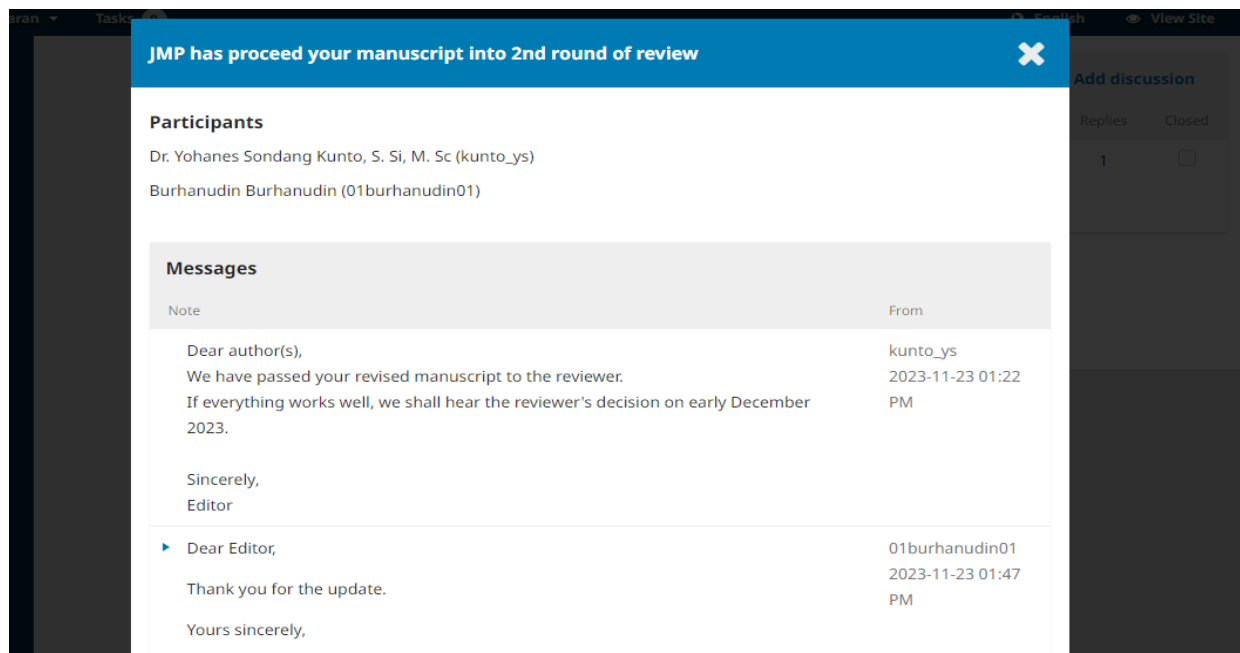 aran Tasks English View Site
JMP has proceed your manuscript into 2nd round of review
Add discussion
Participants
Replies Closed
Dr. Yohanes Sondang Kunto, S. Si, M. Sc (kunto_ys)
1
Burhanudin Burhanudin (01burhanudin01)
Messages
Note From
Dear author(s), kunto_ys
We have passed your revised manuscript to the reviewer. 2023-11-23 01:22
If everything works well, we shall hear the reviewer's decision on early December PM
2023.
Sincerely,
Editor
Dear Editor, 01burhanudin01
2023-11-23 01:47
Thank you for the update.
PM
Yours sincerely,